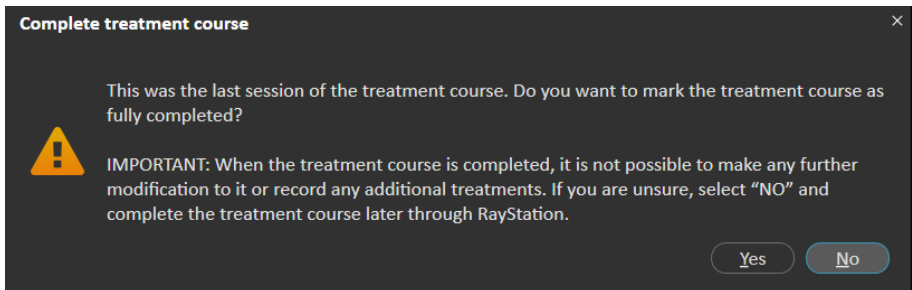 Complete treatment course
This was the last session of the treatment course. Do you want to mark the treatment course as
fully completed?
IMPORTANT: When the treatment course is completed, it is not possible to make any further
modification to it or record any additional treatments. If you are unsure, select “NO” and
complete the treatment course later through RayStation.
Yes No